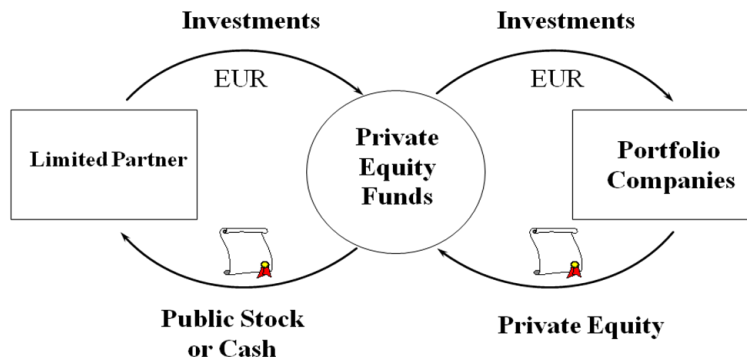 Investments
Investments
EUR
EUR
Limited Partner
Private
Equity
Funds
Portfolio
Companies
Public Stock
or Cash
Private Equity